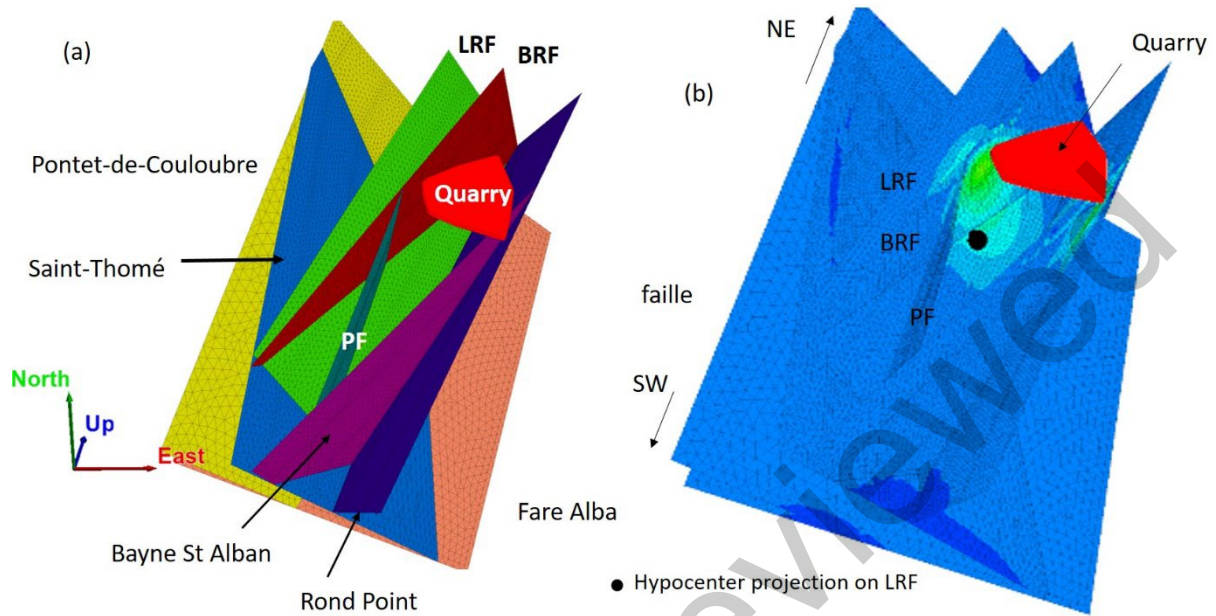 (a)
LRF
BRF
Pontet-de-Couloubre
Quarry
Saint-Thomé
PF
North
Up
East
Fare Alba
Bayne St Alban
Rond Point
NE
Quarry
(b)
LRF
BRF
faille
PF
SW
Hypocenter projection on LRF
viewed